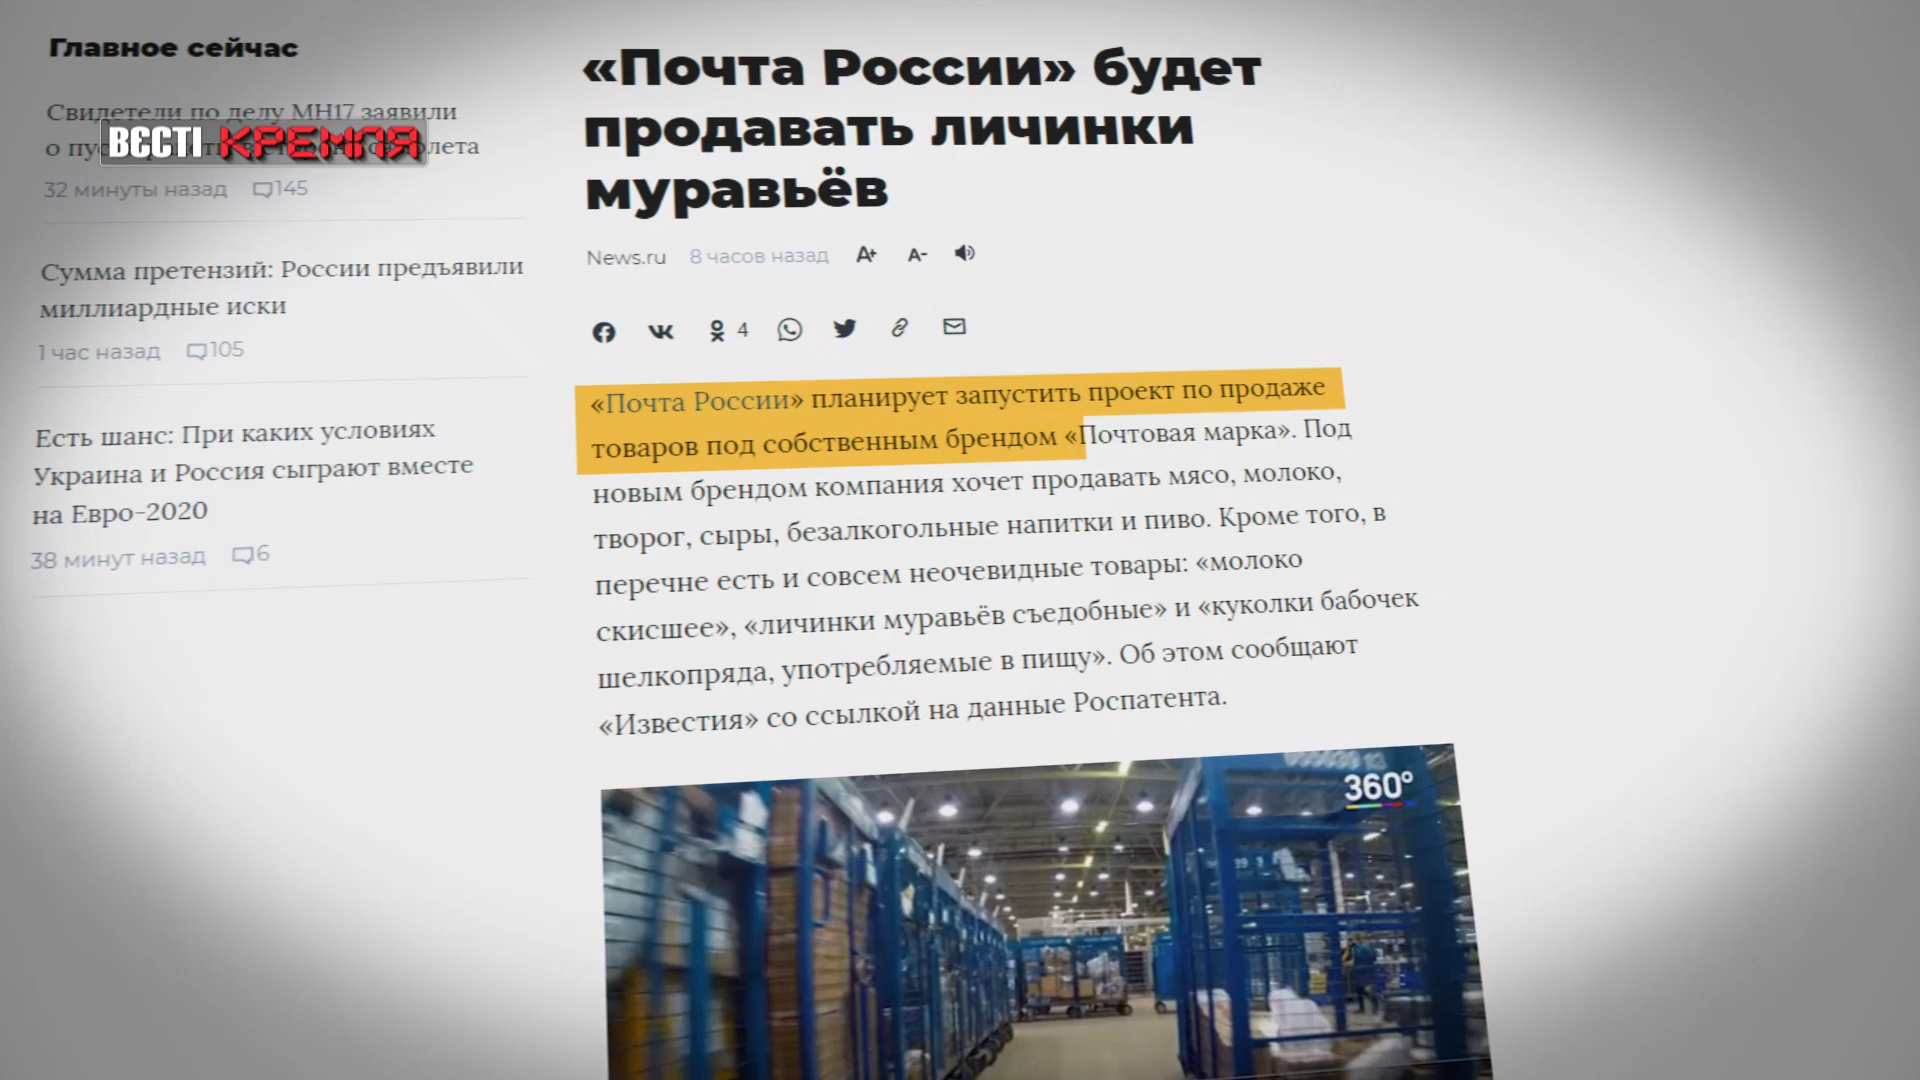 Главное сейчас
Свидетели по делу МН17 заявили
ВЄСТІ КРЕМЛЯ
32 минуты назад 145
Сумма претензий: России предъявили
миллиардные иски
1 час назад 105
Есть шанс: При каких условиях
Украина и Россия сыграют вместе
на Евро-2020
38 минут назад 6
«Почта России» будет
продавать личинки
муравьёв
News.ru 8 часов назад A+ A-
4
«Почта России» планирует запустить проект по продаже
товаров под собственным брендом «Почтовая марка». Под
новым брендом компания хочет продавать мясо, молоко,
творог, сыры, безалкогольные напитки и пиво. Кроме того, в
перечне есть и совсем неочевидные товары: «молоко
скисшее», «личинки муравьёв съедобные» и «куколки бабочек
шелкопряда, употребляемые в пищу». Об этом сообщают
«Известия» со ссылкой на данные Роспатента.
360°